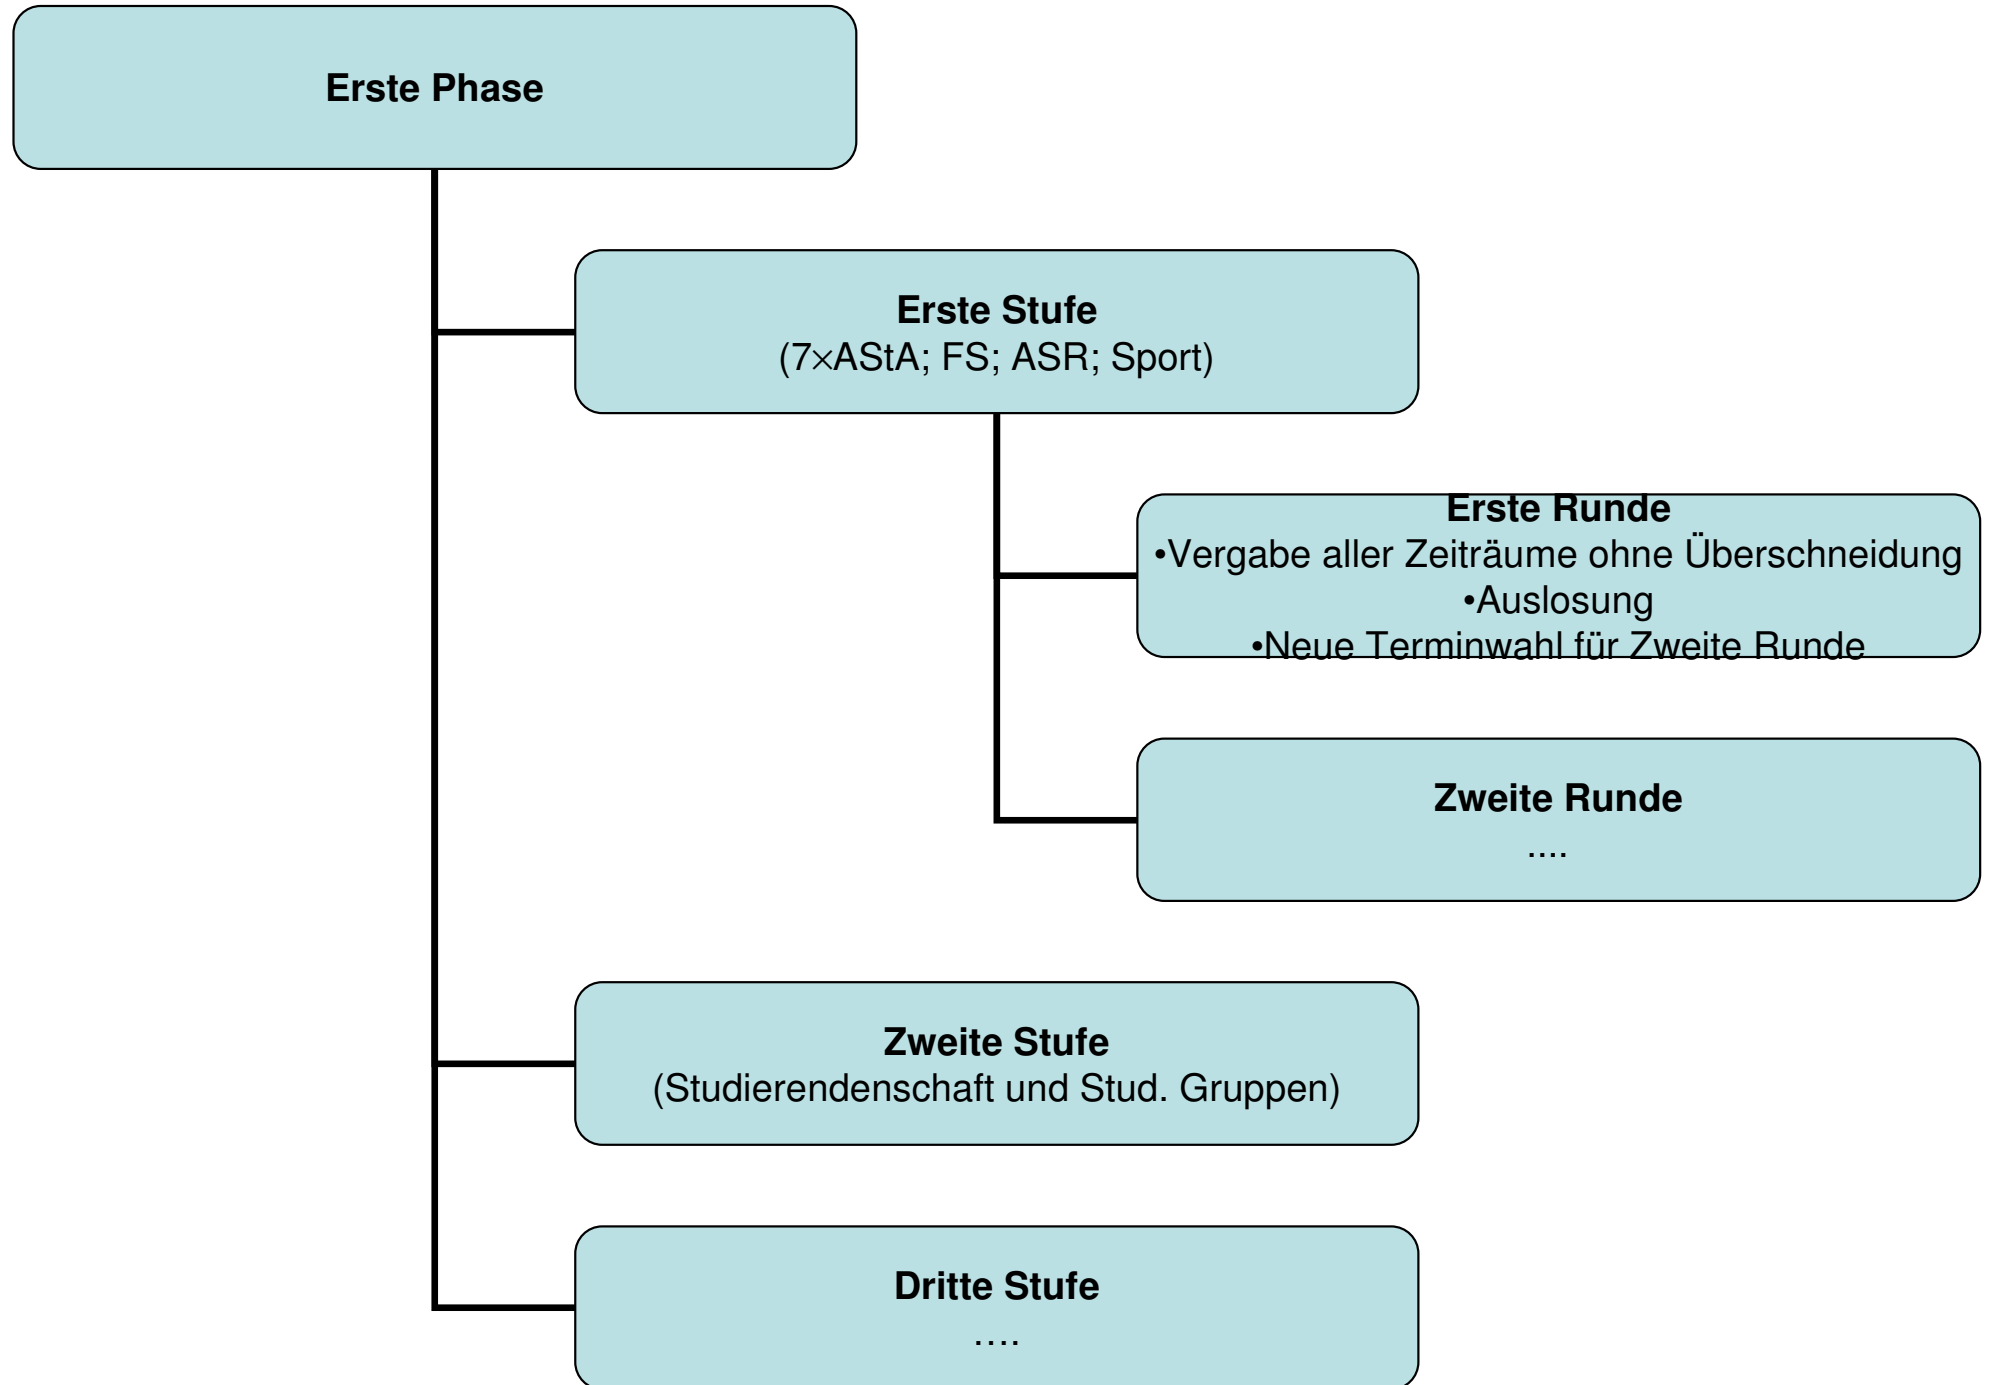 Erste Phase
Erste Stufe
(7×AStA; FS; ASR; Sport)
Erste Runde
•Vergabe aller Zeiträume ohne Überschneidung
•Auslosung
•Neue Terminwahl für Zweite Runde
Zweite Runde
....
Zweite Stufe
(Studierendenschaft und Stud. Gruppen)
Dritte Stufe
….